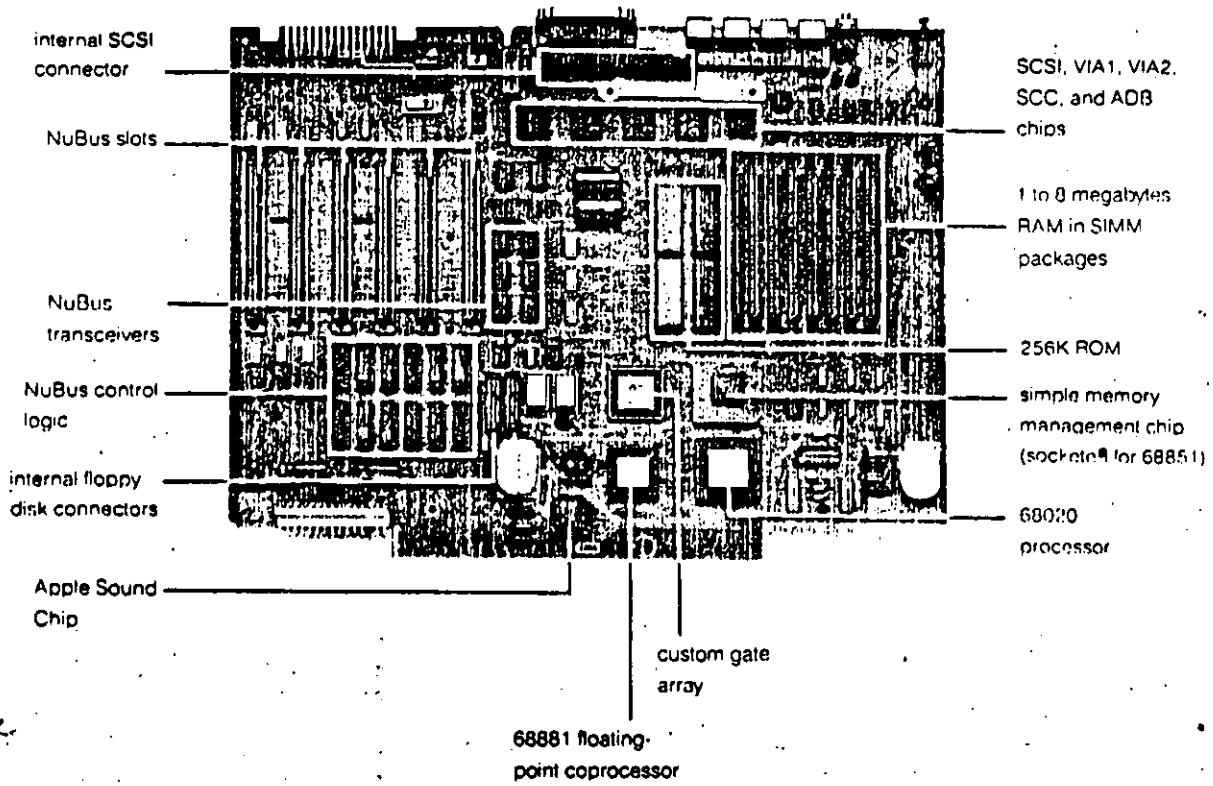 internal SCSI
connector
NuBus slots
NuBus
transceivers
NuBus control
logic
internal floppy
disk connectors
Apple Sound
Chip
68881 floating-
point coprocessor
custom gate
array
SCSI, VIA1, VIA2,
SCC, and ADB
chips
1 to 8 megabytes
RAM in SIMM
packages
256K ROM
simple memory
management chip
(socketed for 68851)
68020
processor